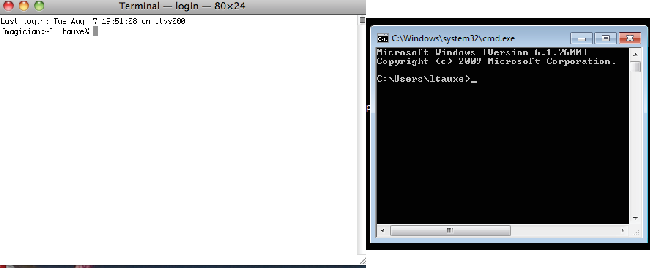 Terminal — login — 80×24
Last login: Tue Aug 7 19:51:28 on ttys000
[magician:~] ltauxe%
C:\Windows\system32\cmd.exe
Microsoft Windows [Version 6.1.7600]
Copyright (c) 2009 Microsoft Corporation.
C:\Users\ltauxe>_